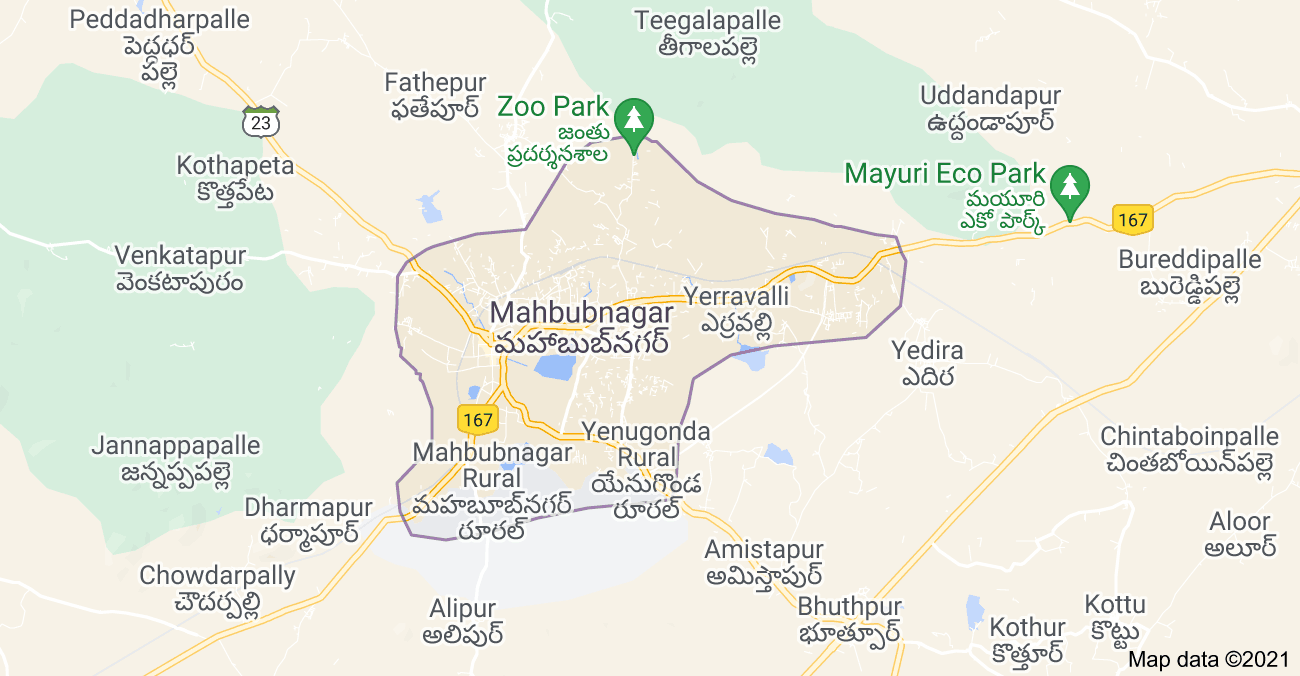 Peddadharpalle
పెద్దఢర్
పల్లె
Teegalapalle
తీగాలపల్లె
Fathepur
ఫతేపూర్
Zoo Park
జంతు
ప్రదర్శనశాల
Uddandapur
ఉద్దండాపూర్
23
Kothapeta
కొత్తపేట
Mayuri Eco Park
మయూరి
ఎకో పార్క్
167
Venkatapur
వెంకటాపురం
Bureddipalle
బురెడ్డిపల్లె
Mahbubnagar
మహాబుబ్‌నగర్
Yerravalli
ఎర్రవల్లి
Yedira
ఎదిర
167
Jannappapalle
జన్నప్పపల్లె
Mahbubnagar
Rural
మహబూబ్‌నగర్
రూరల్
Yenugonda
Rural
యేనుగొండ
రూరల్
Chintaboinpalle
చింతబోయిన్‌పల్లె
Dharmapur
ధర్మాపూర్
Aloor
అలూర్
Amistapur
అమిస్తాపుర్
Chowdarpally
చౌదర్పల్లి
Alipur
అలిపుర్
Bhuthpur
భూత్పూర్
Kothur
కొత్తూర్
Kottu
కొట్టు
Map data ©2021